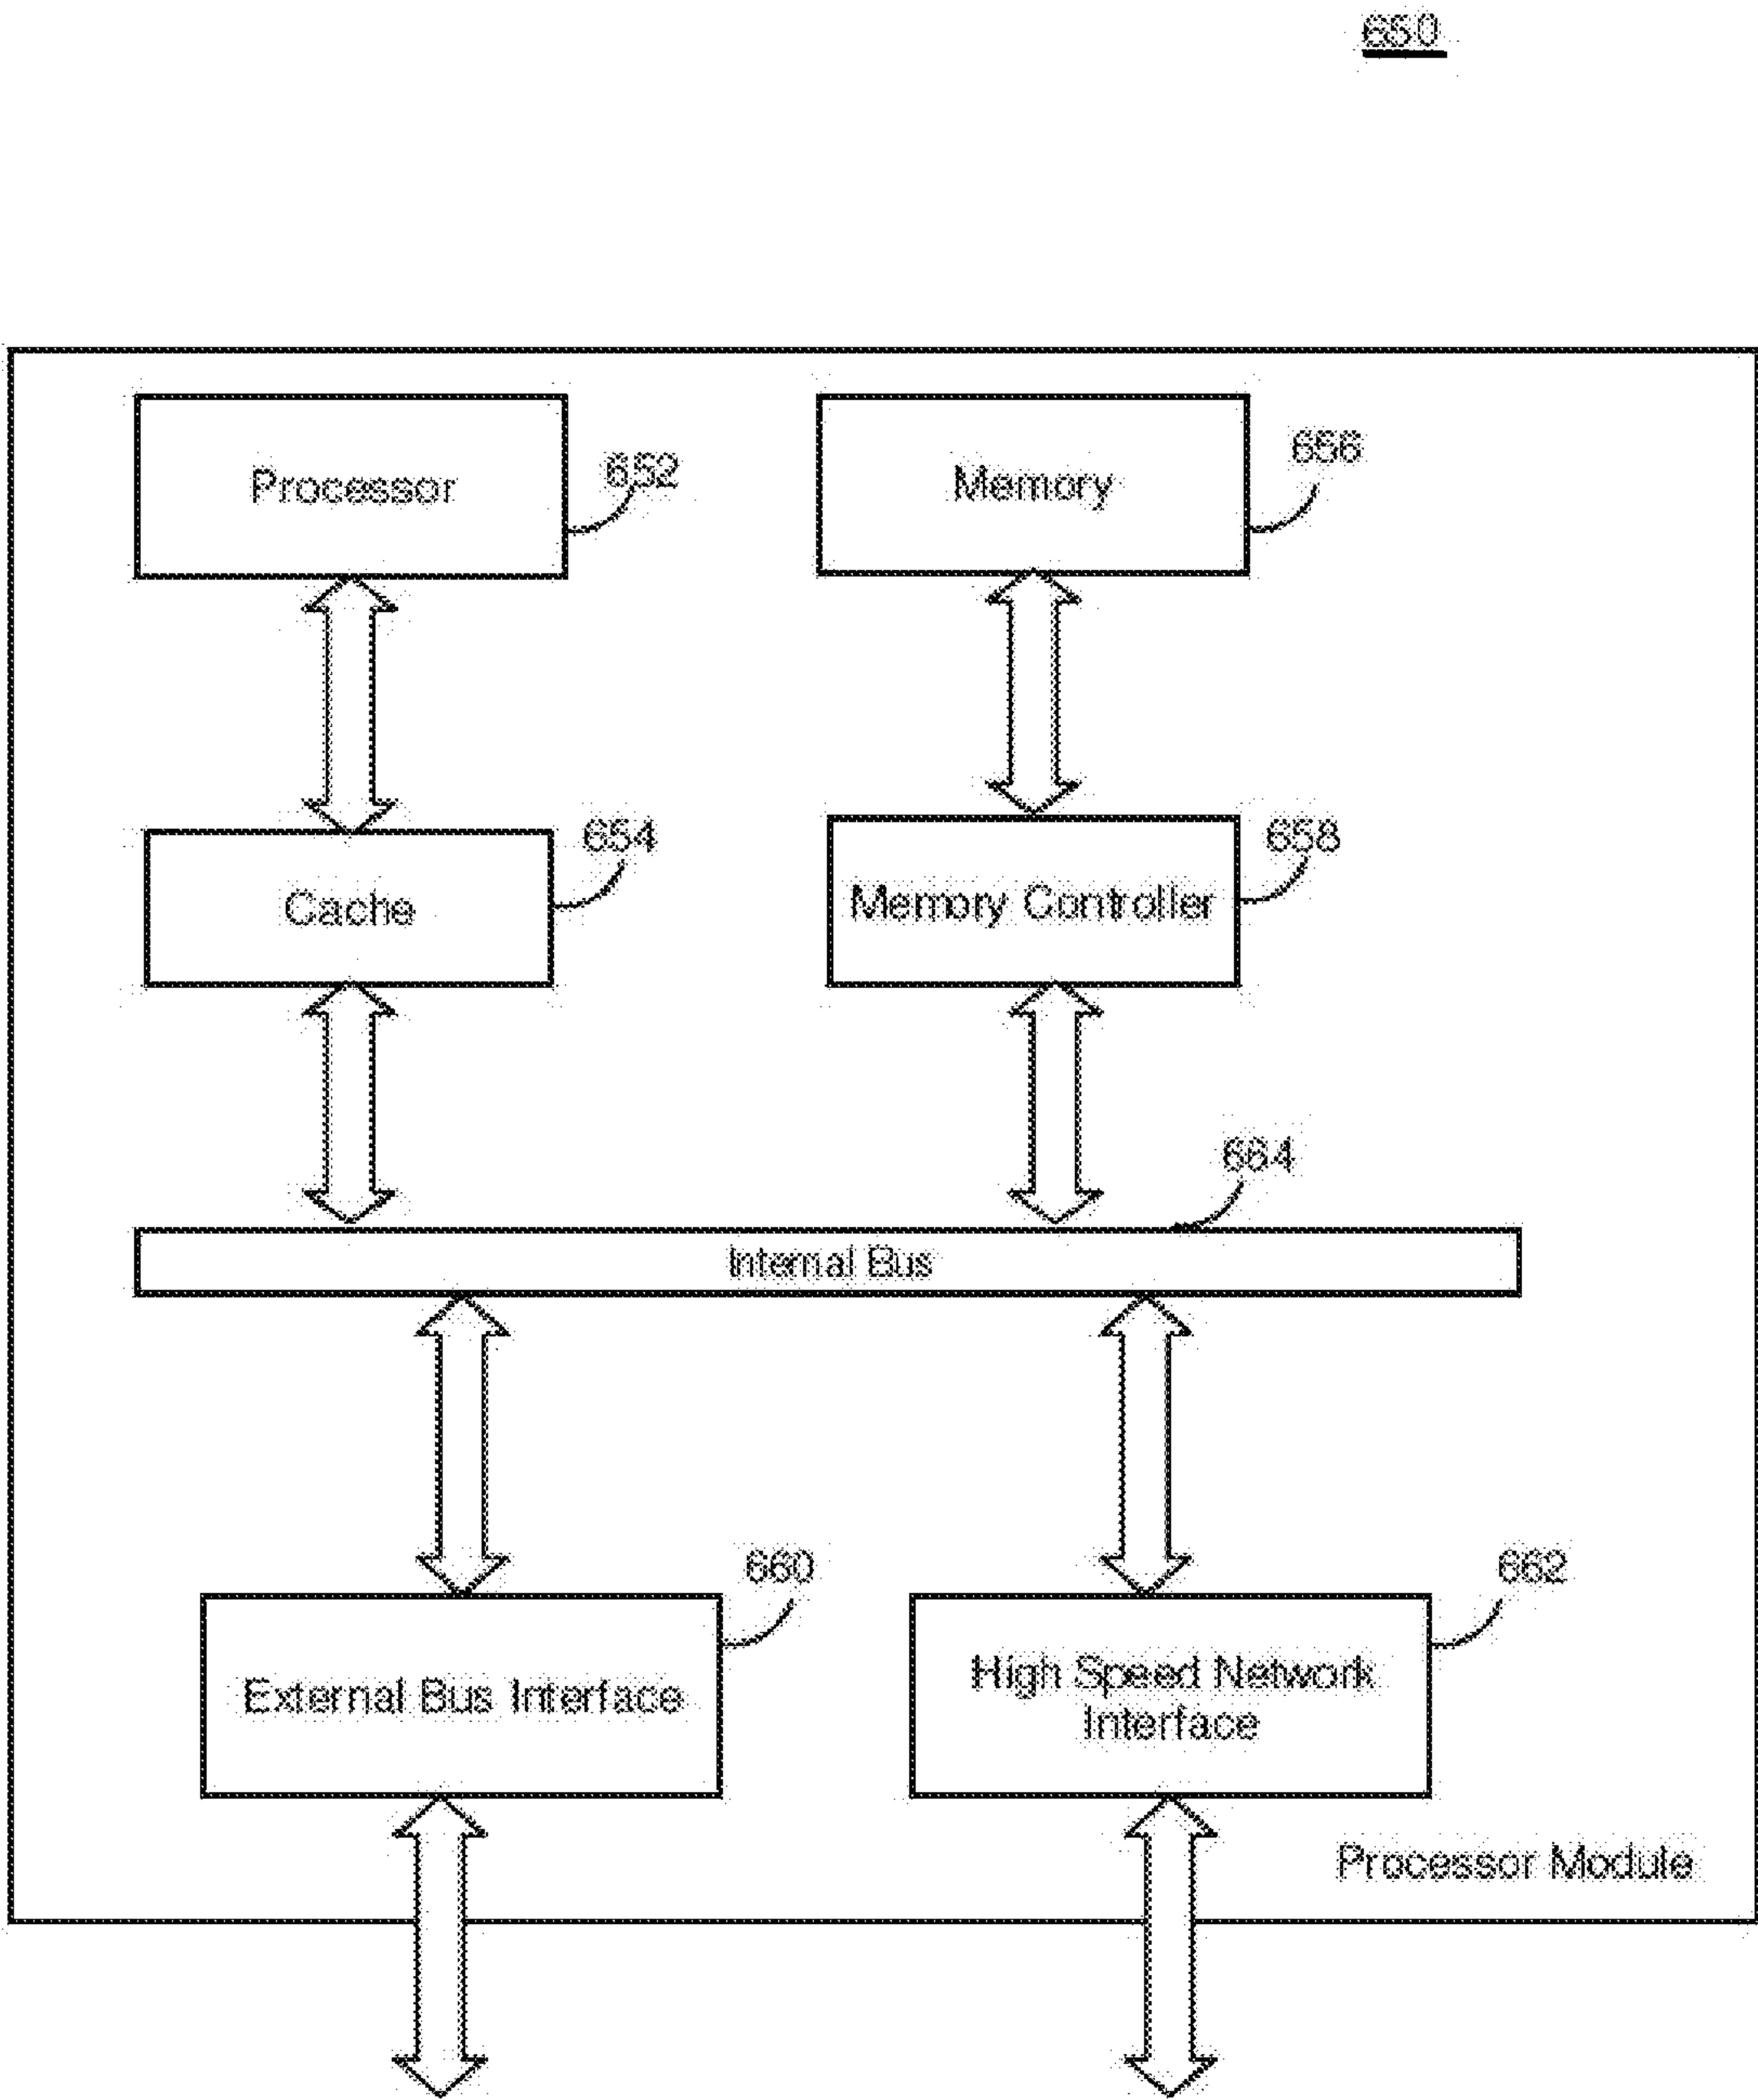 650
Processor
652
Memory
656
Cache
654
Memory Controller
658
664
Internal Bus
660
662
External Bus Interface
High Speed Network
Interface
Processor Module